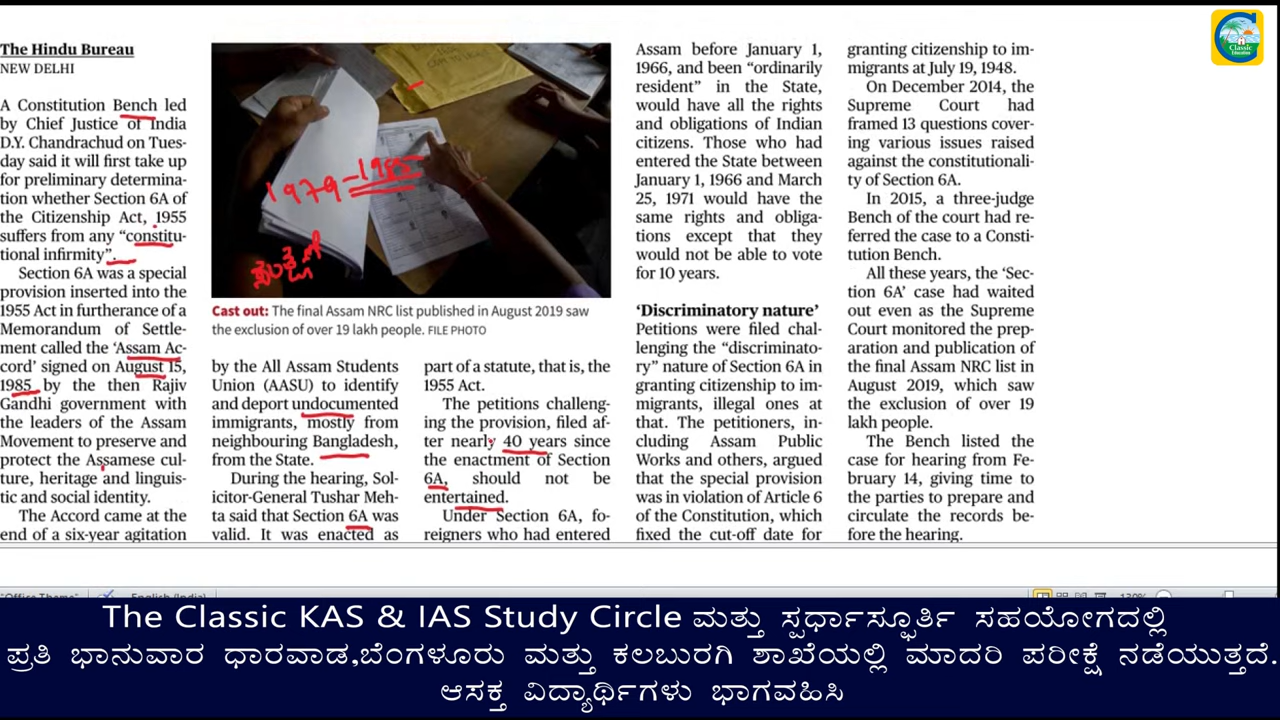 The Hindu Bureau
NEW DELHI
A Constitution Bench led
by Chief Justice of India
D.Y. Chandrachud on Tues-
day said it will first take up
for preliminary determina-
tion whether Section 6A of
the Citizenship Act, 1955
suffers from any “constitu-
tional infirmity”.
Section 6A was a special
provision inserted into the
1955 Act in furtherance of a
Memorandum of Settle-
ment called the ‘Assam Ac-
cord’ signed on August 15,
1985 by the then Rajiv
Gandhi government with
the leaders of the Assam
Movement to preserve and
protect the Assamese cul-
ture, heritage and linguis-
tic and social identity.
The Accord came at the
end of a six-year agitation
1979-1985
Cast out: The final Assam NRC list published in August 2019 saw
the exclusion of over 19 lakh people. FILE PHOTO
by the All Assam Students
Union (AASU) to identify
and deport undocumented
immigrants, mostly from
neighbouring Bangladesh,
from the State.
During the hearing, Sol-
icitor-General Tushar Meh-
ta said that Section 6A was
valid. It was enacted as
part of a statute, that is, the
1955 Act.
The petitions challeng-
ing the provision, filed af-
ter nearly 40 years since
the enactment of Section
6A, should not be
entertained.
Under Section 6A, fo-
reigners who had entered
Assam before January 1,
1966, and been “ordinarily
resident” in the State,
would have all the rights
and obligations of Indian
citizens. Those who had
entered the State between
January 1, 1966 and March
25, 1971 would have the
same rights and obliga-
tions except that they
would not be able to vote
for 10 years.
‘Discriminatory nature’
Petitions were filed chal-
lenging the “discriminato-
ry” nature of Section 6A in
granting citizenship to im-
migrants, illegal ones at
that. The petitioners, in-
cluding Assam Public
Works and others, argued
that the special provision
was in violation of Article 6
of the Constitution, which
fixed the cut-off date for
granting citizenship to im-
migrants at July 19, 1948.
On December 2014, the
Supreme Court had
framed 13 questions cover-
ing various issues raised
against the constitutionali-
ty of Section 6A.
In 2015, a three-judge
Bench of the court had re-
ferred the case to a Consti-
tution Bench.
All these years, the ‘Sec-
tion 6A’ case had waited
out even as the Supreme
Court monitored the prep-
aration and publication of
the final Assam NRC list in
August 2019, which saw
the exclusion of over 19
lakh people.
The Bench listed the
case for hearing from Fe-
bruary 14, giving time to
the parties to prepare and
circulate the records be-
fore the hearing.
Classic
Education
"Office Theme" English (India) 130%
The Classic KAS & IAS Study Circle ಮತ್ತು ಸ್ಪರ್ಧಾಸ್ಫೂರ್ತಿ ಸಹಯೋಗದಲ್ಲಿ
ಪ್ರತಿ ಭಾನುವಾರ ಧಾರವಾಡ,ಬೆಂಗಳೂರು ಮತ್ತು ಕಲಬುರಗಿ ಶಾಖೆಯಲ್ಲಿ ಮಾದರಿ ಪರೀಕ್ಷೆ ನಡೆಯುತ್ತದೆ.
ಆಸಕ್ತ ವಿದ್ಯಾರ್ಥಿಗಳು ಭಾಗವಹಿಸಿ